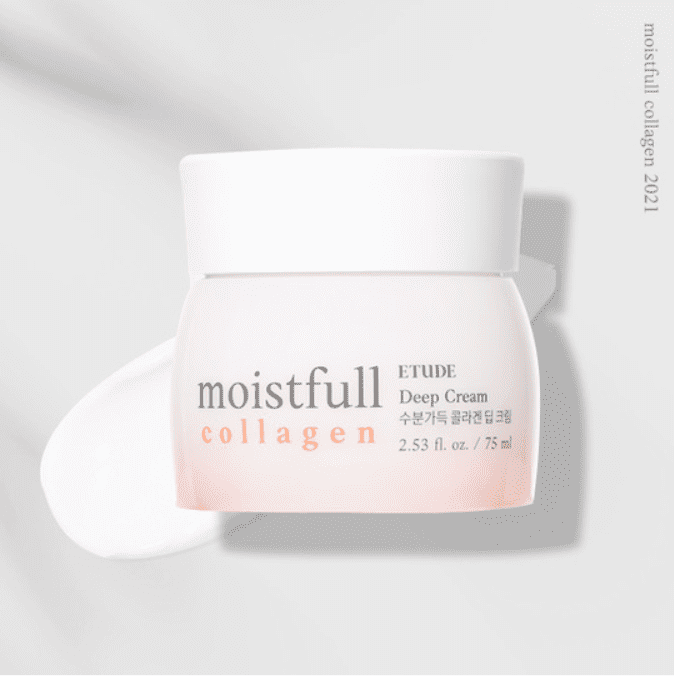 moistfull collagen 2021
moistfull
collagen
ETUDE
Deep Cream
수분가득 콜라겐 딥 크림
2.53 fl. oz. / 75 ml